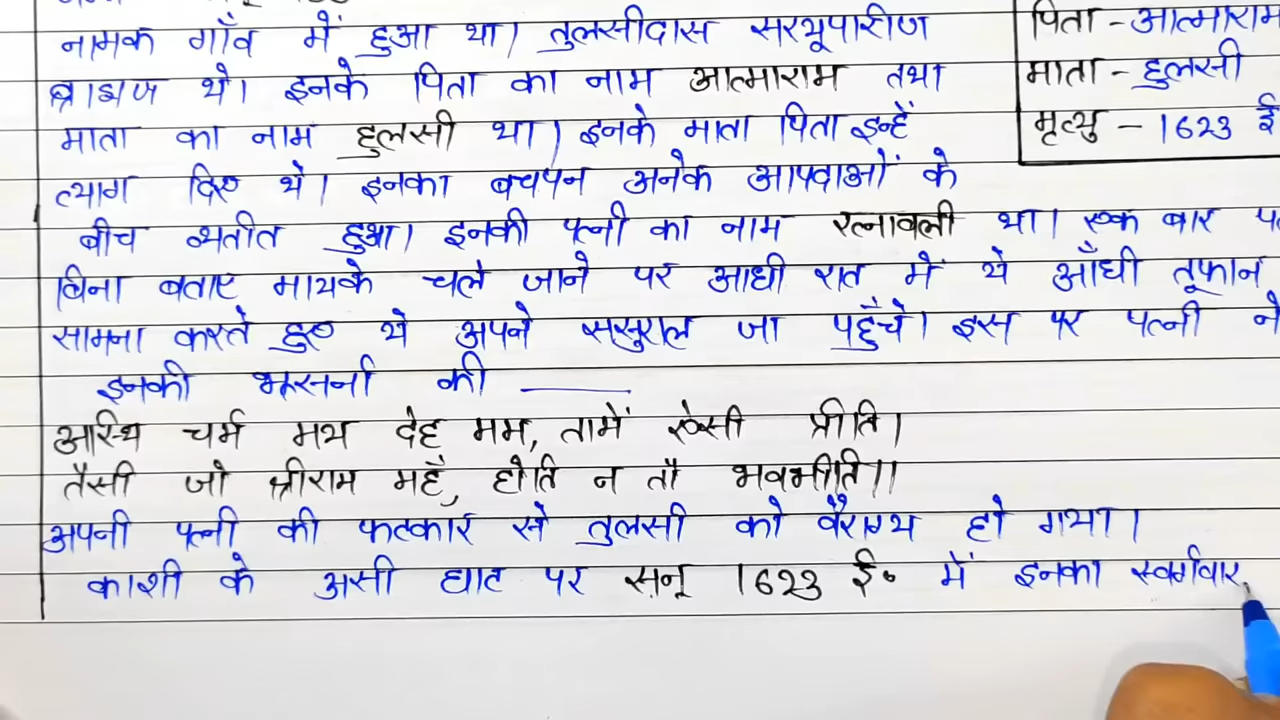 नामक गाँव में हुआ था। तुलसीदास सरयूपारीण
ब्राह्मण थे। इनके पिता का नाम आत्माराम तथा
माता का नाम हुलसी था। इनके माता पिता इन्हें
त्याग दिए थे। इनका बचपन अनेक आपदाओं के
बीच व्यतीत हुआ। इनकी पत्नी का नाम रत्नावली था। एक बार
बिना बताए मायके चले जाने पर आधी रात में ये आँधी तूफान
सामना करते हुए ये अपने ससुराल जा पहुँचे। इस पर पत्नी ने
इनकी भर्त्सना की ———
अस्थि चर्म मय देह मम, तामें ऐसी प्रीति।
तैसी जो श्रीराम महँ, होति न तौ भवभीति।।
अपनी पत्नी की फटकार से तुलसी को वैराग्य हो गया।
काशी के असी घाट पर सन् 1623 ई॰ में इनका स्वर्गवार
पिता - आत्माराम
माता - हुलसी
मृत्यु - 1623 ई